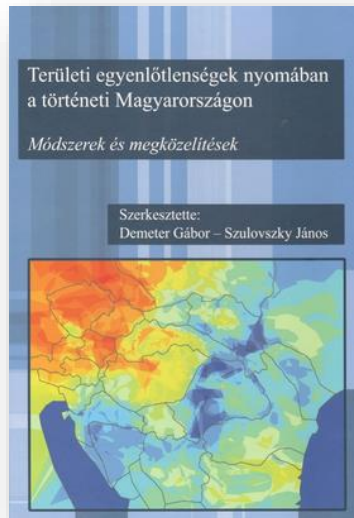 Területi egyenlőtlenségek nyomában
a történeti Magyarországon
Módszerek és megközelítések
Szerkesztette:
Demeter Gábor – Szulovszky János